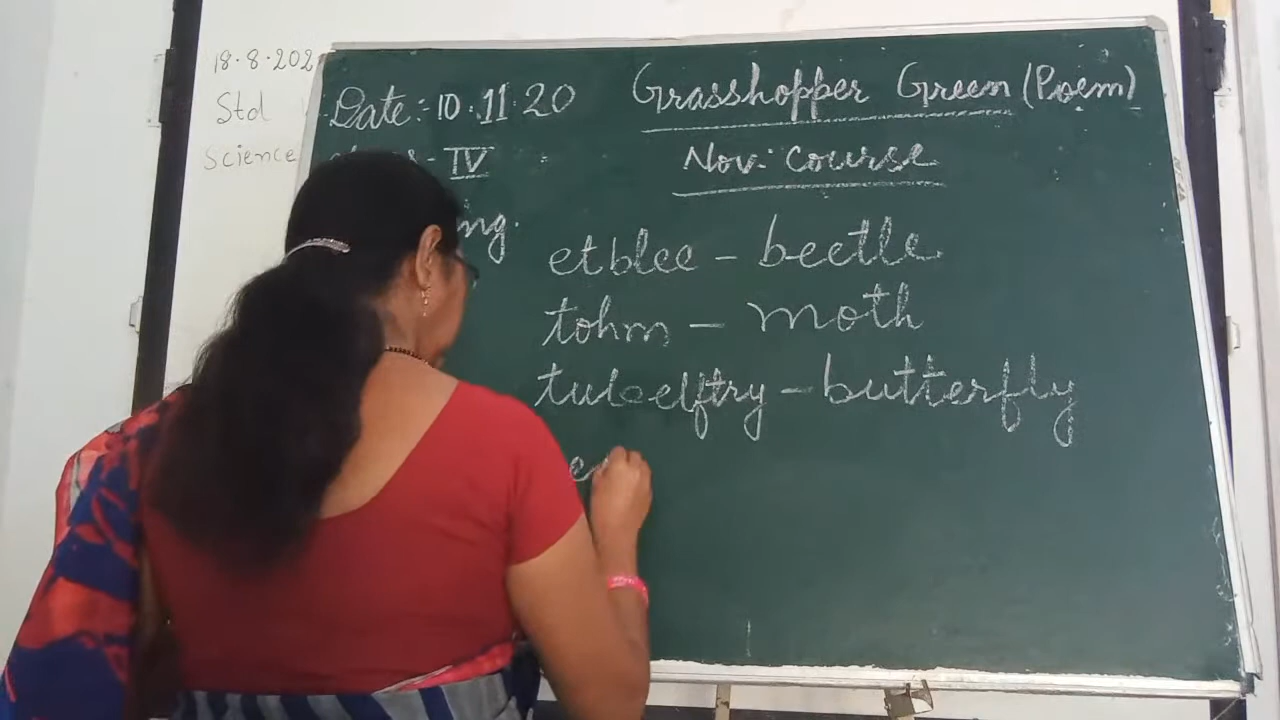 18.8.202
Std
Science
Date:- 10.11.20
Grasshopper Green (Poem)
IV
Nov. Course
ng.
etblee - beetle
tohm - moth
tubelftry - butterfly
e